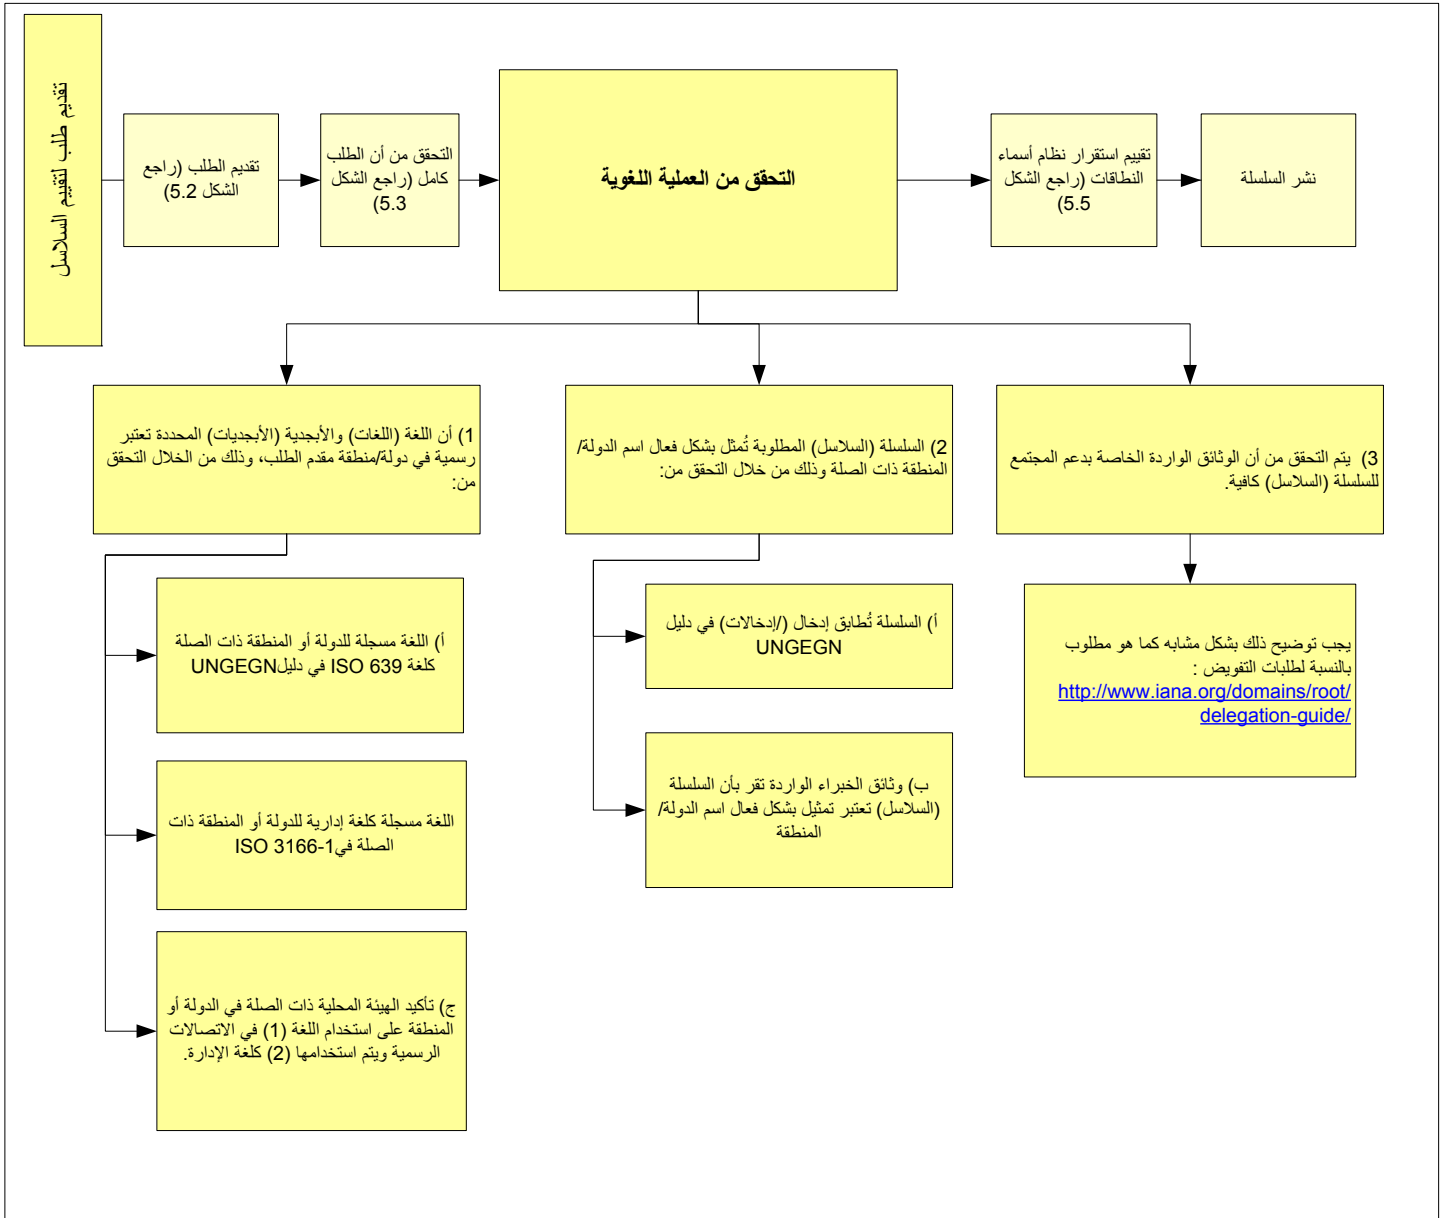 تقديم طلب لتقييم السلاسل
تقديم الطلب (راجع
الشكل 5.2)
التحقق من أن الطلب
كامل (راجع الشكل
5.3)
التحقق من العملية اللغوية
تقييم استقرار نظام أسماء
النطاقات (راجع الشكل
5.5)
نشر السلسلة
1) أن اللغة (اللغات) والأبجدية (الأبجديات) المحددة تعتبر
رسمية في دولة/منطقة مقدم الطلب، وذلك من الخلال التحقق
من:
أ) اللغة مسجلة للدولة أو المنطقة ذات الصلة
كلغة ISO 639 في دليلUNGEGN
اللغة مسجلة كلغة إدارية للدولة أو المنطقة ذات
الصلة فيISO 3166-1
ج) تأكيد الهيئة المحلية ذات الصلة في الدولة أو
المنطقة على استخدام اللغة (1) في الاتصالات
الرسمية ويتم استخدامها (2) كلغة الإدارة.
2) السلسلة (السلاسل) المطلوبة تُمثل بشكل فعال اسم الدولة/
المنطقة ذات الصلة وذلك من خلال التحقق من:
أ) السلسلة تُطابق إدخال (/إدخالات) في دليل
UNGEGN
ب) وثائق الخبراء الواردة تقر بأن السلسلة
(السلاسل) تعتبر تمثيل بشكل فعال اسم الدولة/
المنطقة
3) يتم التحقق من أن الوثائق الواردة الخاصة بدعم المجتمع
للسلسلة (السلاسل) كافية.
يجب توضيح ذلك بشكل مشابه كما هو مطلوب
بالنسبة لطلبات التفويض :
http://www.iana.org/domains/root/
delegation-guide/